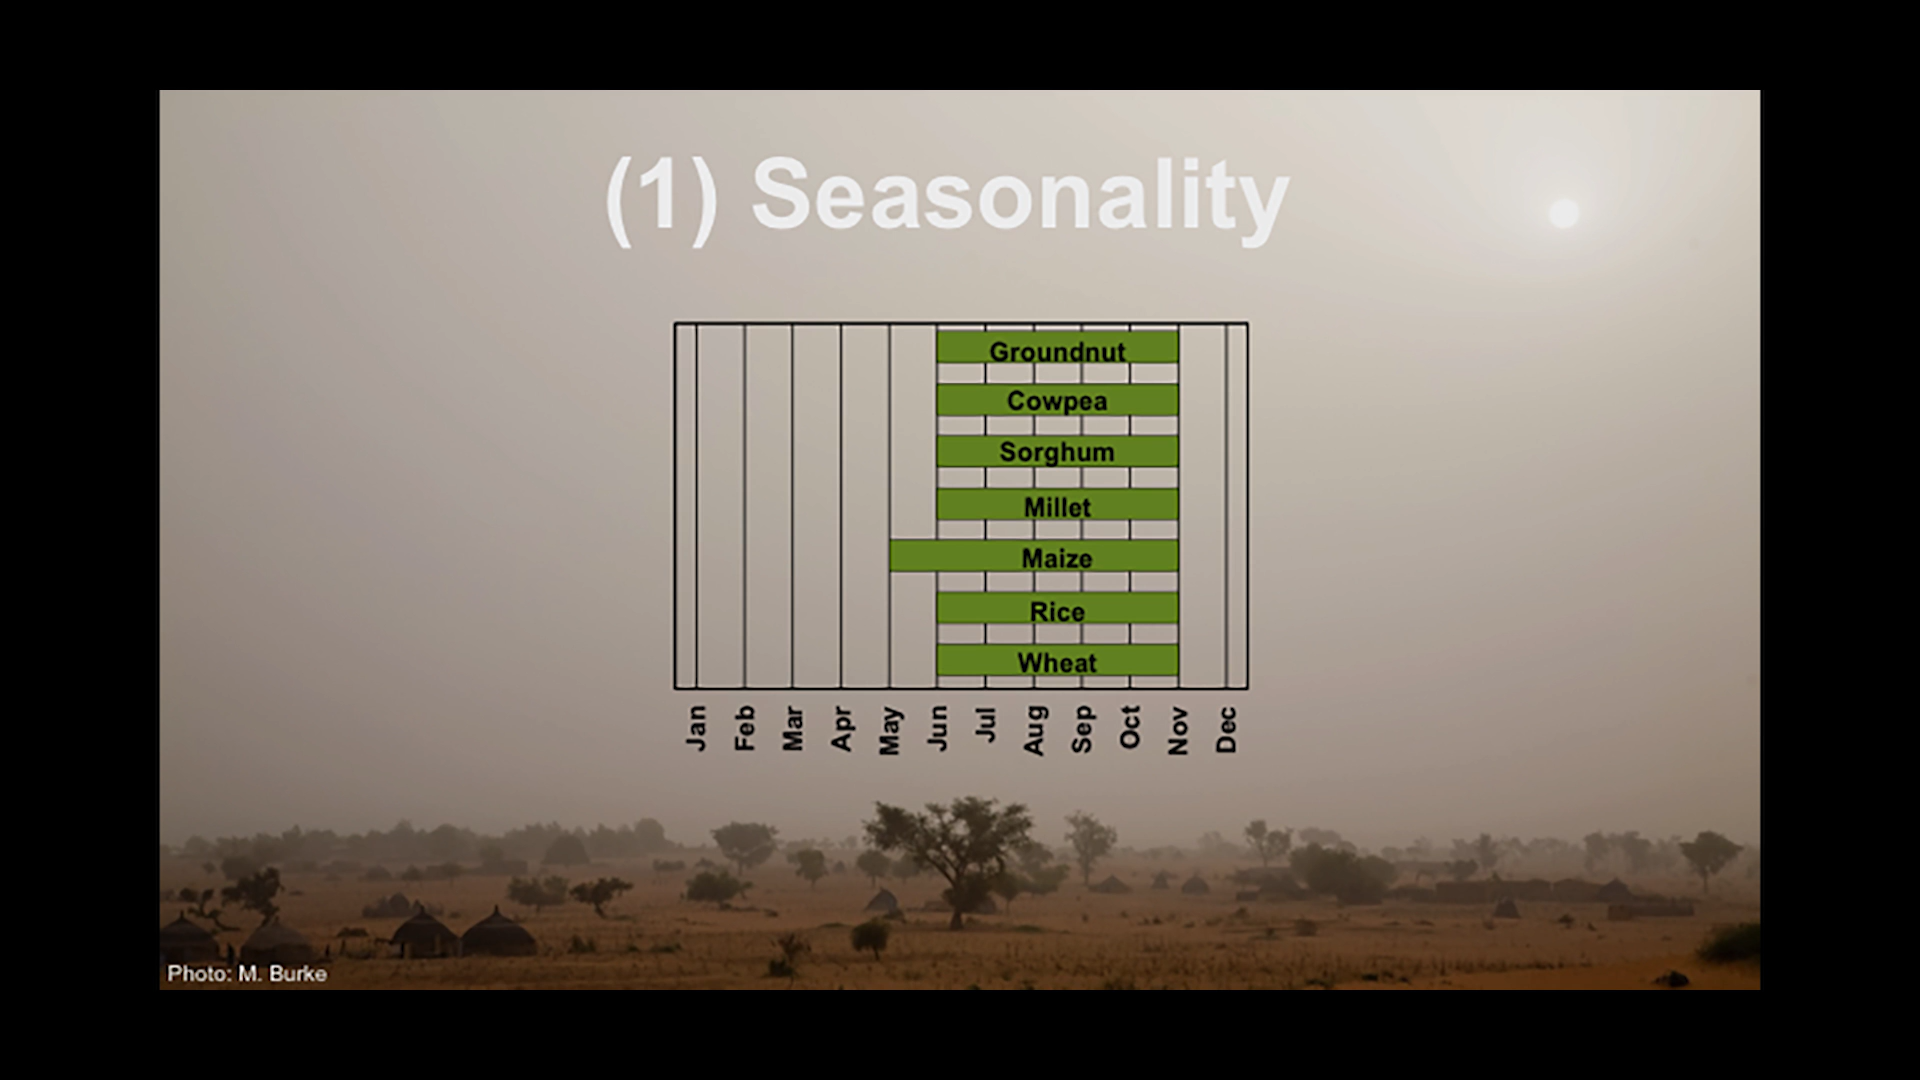 (1) Seasonality
Groundnut
Cowpea
Sorghum
Millet
Maize
Rice
Wheat
Jan Feb Mar Apr May Jun Jul Aug Sep Oct Nov Dec
Photo: M. Burke